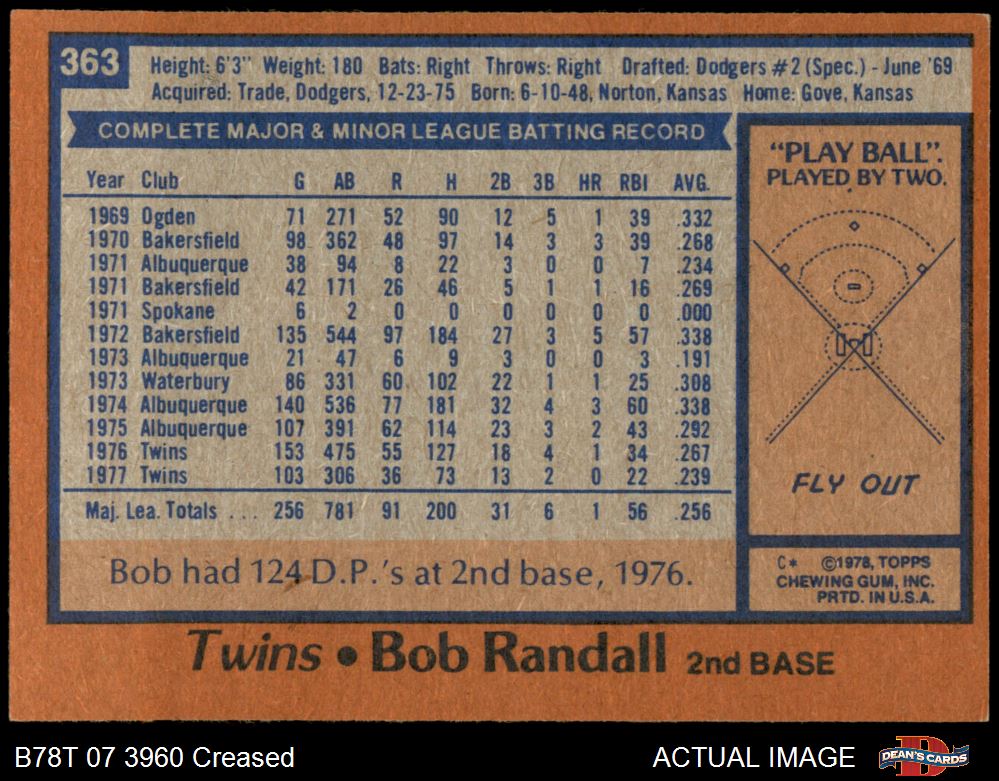 363
Height: 6'3" Weight: 180 Bats: Right Throws: Right Drafted: Dodgers #2 (Spec.) - June '69
Acquired: Trade, Dodgers, 12-23-75 Born: 6-10-48, Norton, Kansas Home: Gove, Kansas
COMPLETE MAJOR & MINOR LEAGUE BATTING RECORD
Year Club G AB R H 2B 3B HR RBI AVG.
1969 Ogden 71 271 52 90 12 5 1 39 .332
1970 Bakersfield 98 362 48 97 14 3 3 39 .268
1971 Albuquerque 38 94 8 22 3 0 0 7 .234
1971 Bakersfield 42 171 26 46 5 1 1 16 .269
1971 Spokane 6 2 0 0 0 0 0 0 .000
1972 Bakersfield 135 544 97 184 27 3 5 57 .338
1973 Albuquerque 21 47 6 9 3 0 0 3 .191
1973 Waterbury 86 331 60 102 22 1 1 25 .308
1974 Albuquerque 140 536 77 181 32 4 3 60 .338
1975 Albuquerque 107 391 62 114 23 3 2 43 .292
1976 Twins 153 475 55 127 18 4 1 34 .267
1977 Twins 103 306 36 73 13 2 0 22 .239
Maj. Lea. Totals . . . 256 781 91 200 31 6 1 56 .256
Bob had 124 D.P.'s at 2nd base, 1976.
"PLAY BALL".
PLAYED BY TWO.
FLY OUT
C* ©1978, TOPPS
CHEWING GUM, INC.
PRTD. IN U.S.A.
Twins • Bob Randall 2nd BASE
B78T 07 3960 Creased
ACTUAL IMAGE
DEAN'S CARDS